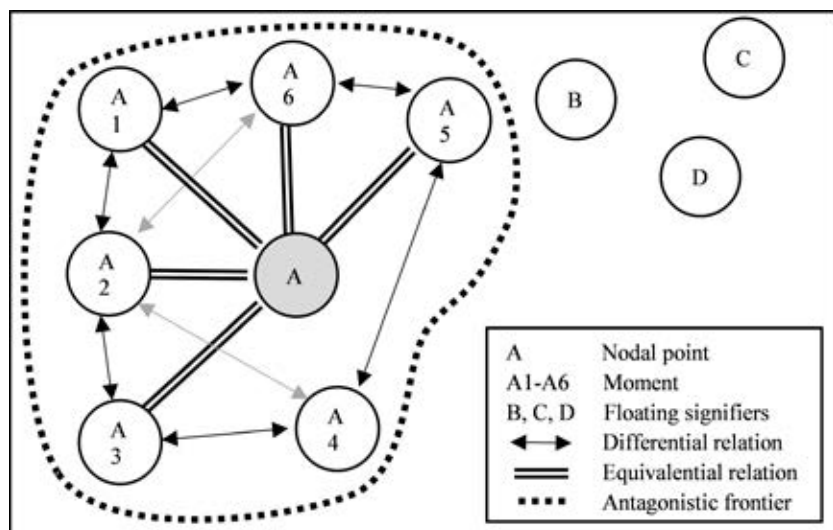 A
1
A
6
A
5
B
C
D
A
2
A
A
3
A
4
A Nodal point
A1-A6 Moment
B, C, D Floating signifiers
Differential relation
Equivalential relation
Antagonistic frontier